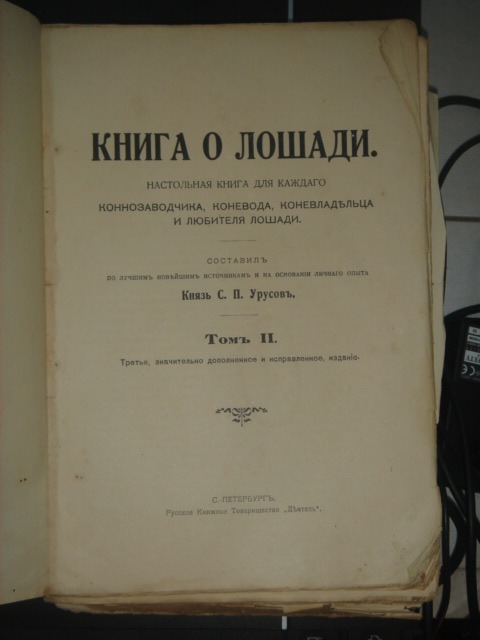 КНИГА О ЛОШАДИ.
НАСТОЛЬНАЯ КНИГА ДЛЯ КАЖДАГО
КОННОЗАВОДЧИКА, КОНЕВОДА, КОНЕВЛАДѢЛЬЦА
И ЛЮБИТЕЛЯ ЛОШАДИ.
СОСТАВИЛЪ
ПО ЛУЧШИМЪ НОВѢЙШИМЪ ИСТОЧНИКАМЪ И НА ОСНОВАНІИ ЛИЧНАГО ОПЫТА
Князь С. П. Урусовъ,
Томъ II.
Третье, значительно дополненное и исправленное, изданіе.
С.-ПЕТЕРБУРГЪ.
Русское Книжное Товарищество „Дѣятель".